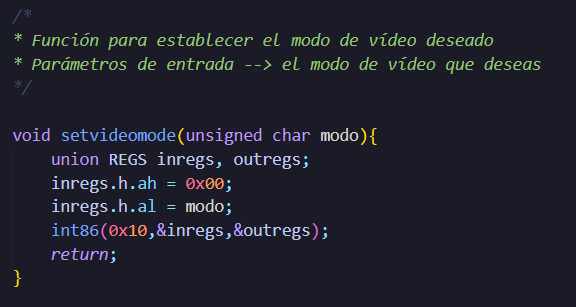 /*
* Función para establecer el modo de vídeo deseado
* Parámetros de entrada --> el modo de vídeo que deseas
*/
void setvideomode(unsigned char modo){
union REGS inregs, outregs;
inregs.h.ah = 0x00;
inregs.h.al = modo;
int86(0x10,&inregs,&outregs);
return;
}